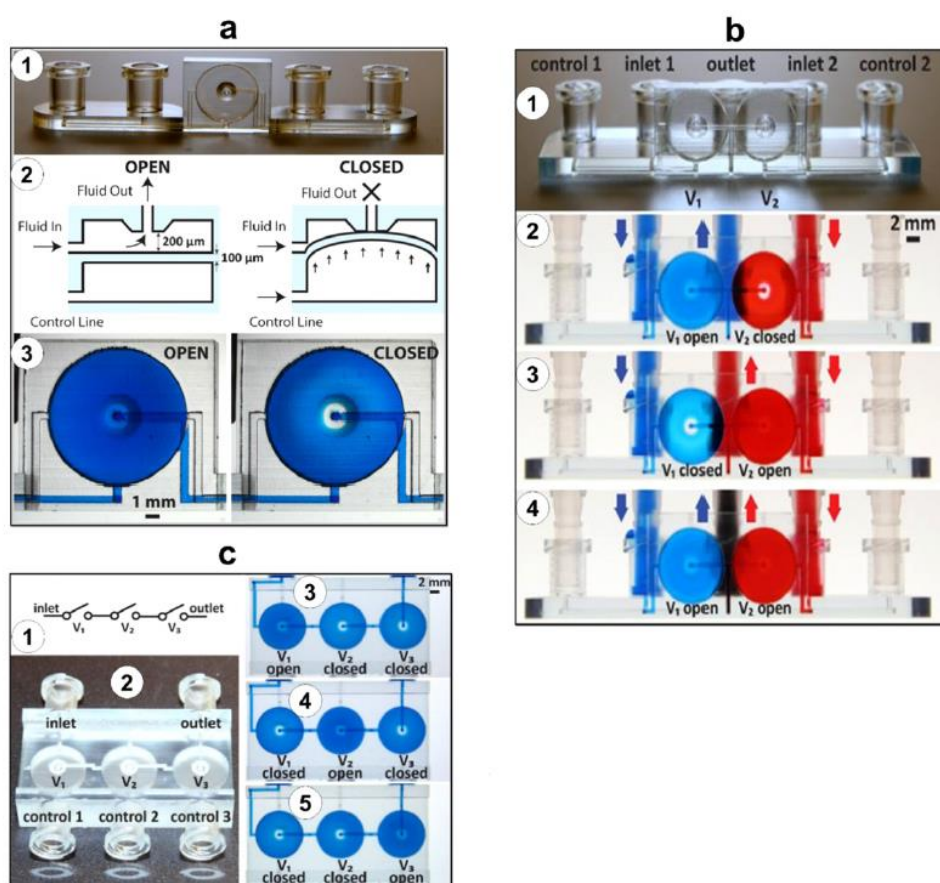 a
1
2
OPEN
CLOSED
Fluid Out
Fluid Out
Fluid In
200 µm
Fluid In
100 µm
Control Line
Control Line
3
OPEN
CLOSED
1 mm
b
control 1 inlet 1 outlet inlet 2 control 2
1
V1 V2
2
2 mm
V1 open V2 closed
3
V1 closed V2 open
4
V1 open V2 open
c
inlet outlet
V1 V2 V3
1
2
inlet outlet
V1 V2 V3
control 1 control 2 control 3
3
2 mm
V1 V2 V3
open closed closed
4
V1 V2 V3
closed open closed
5
V1 V2 V3
closed closed open